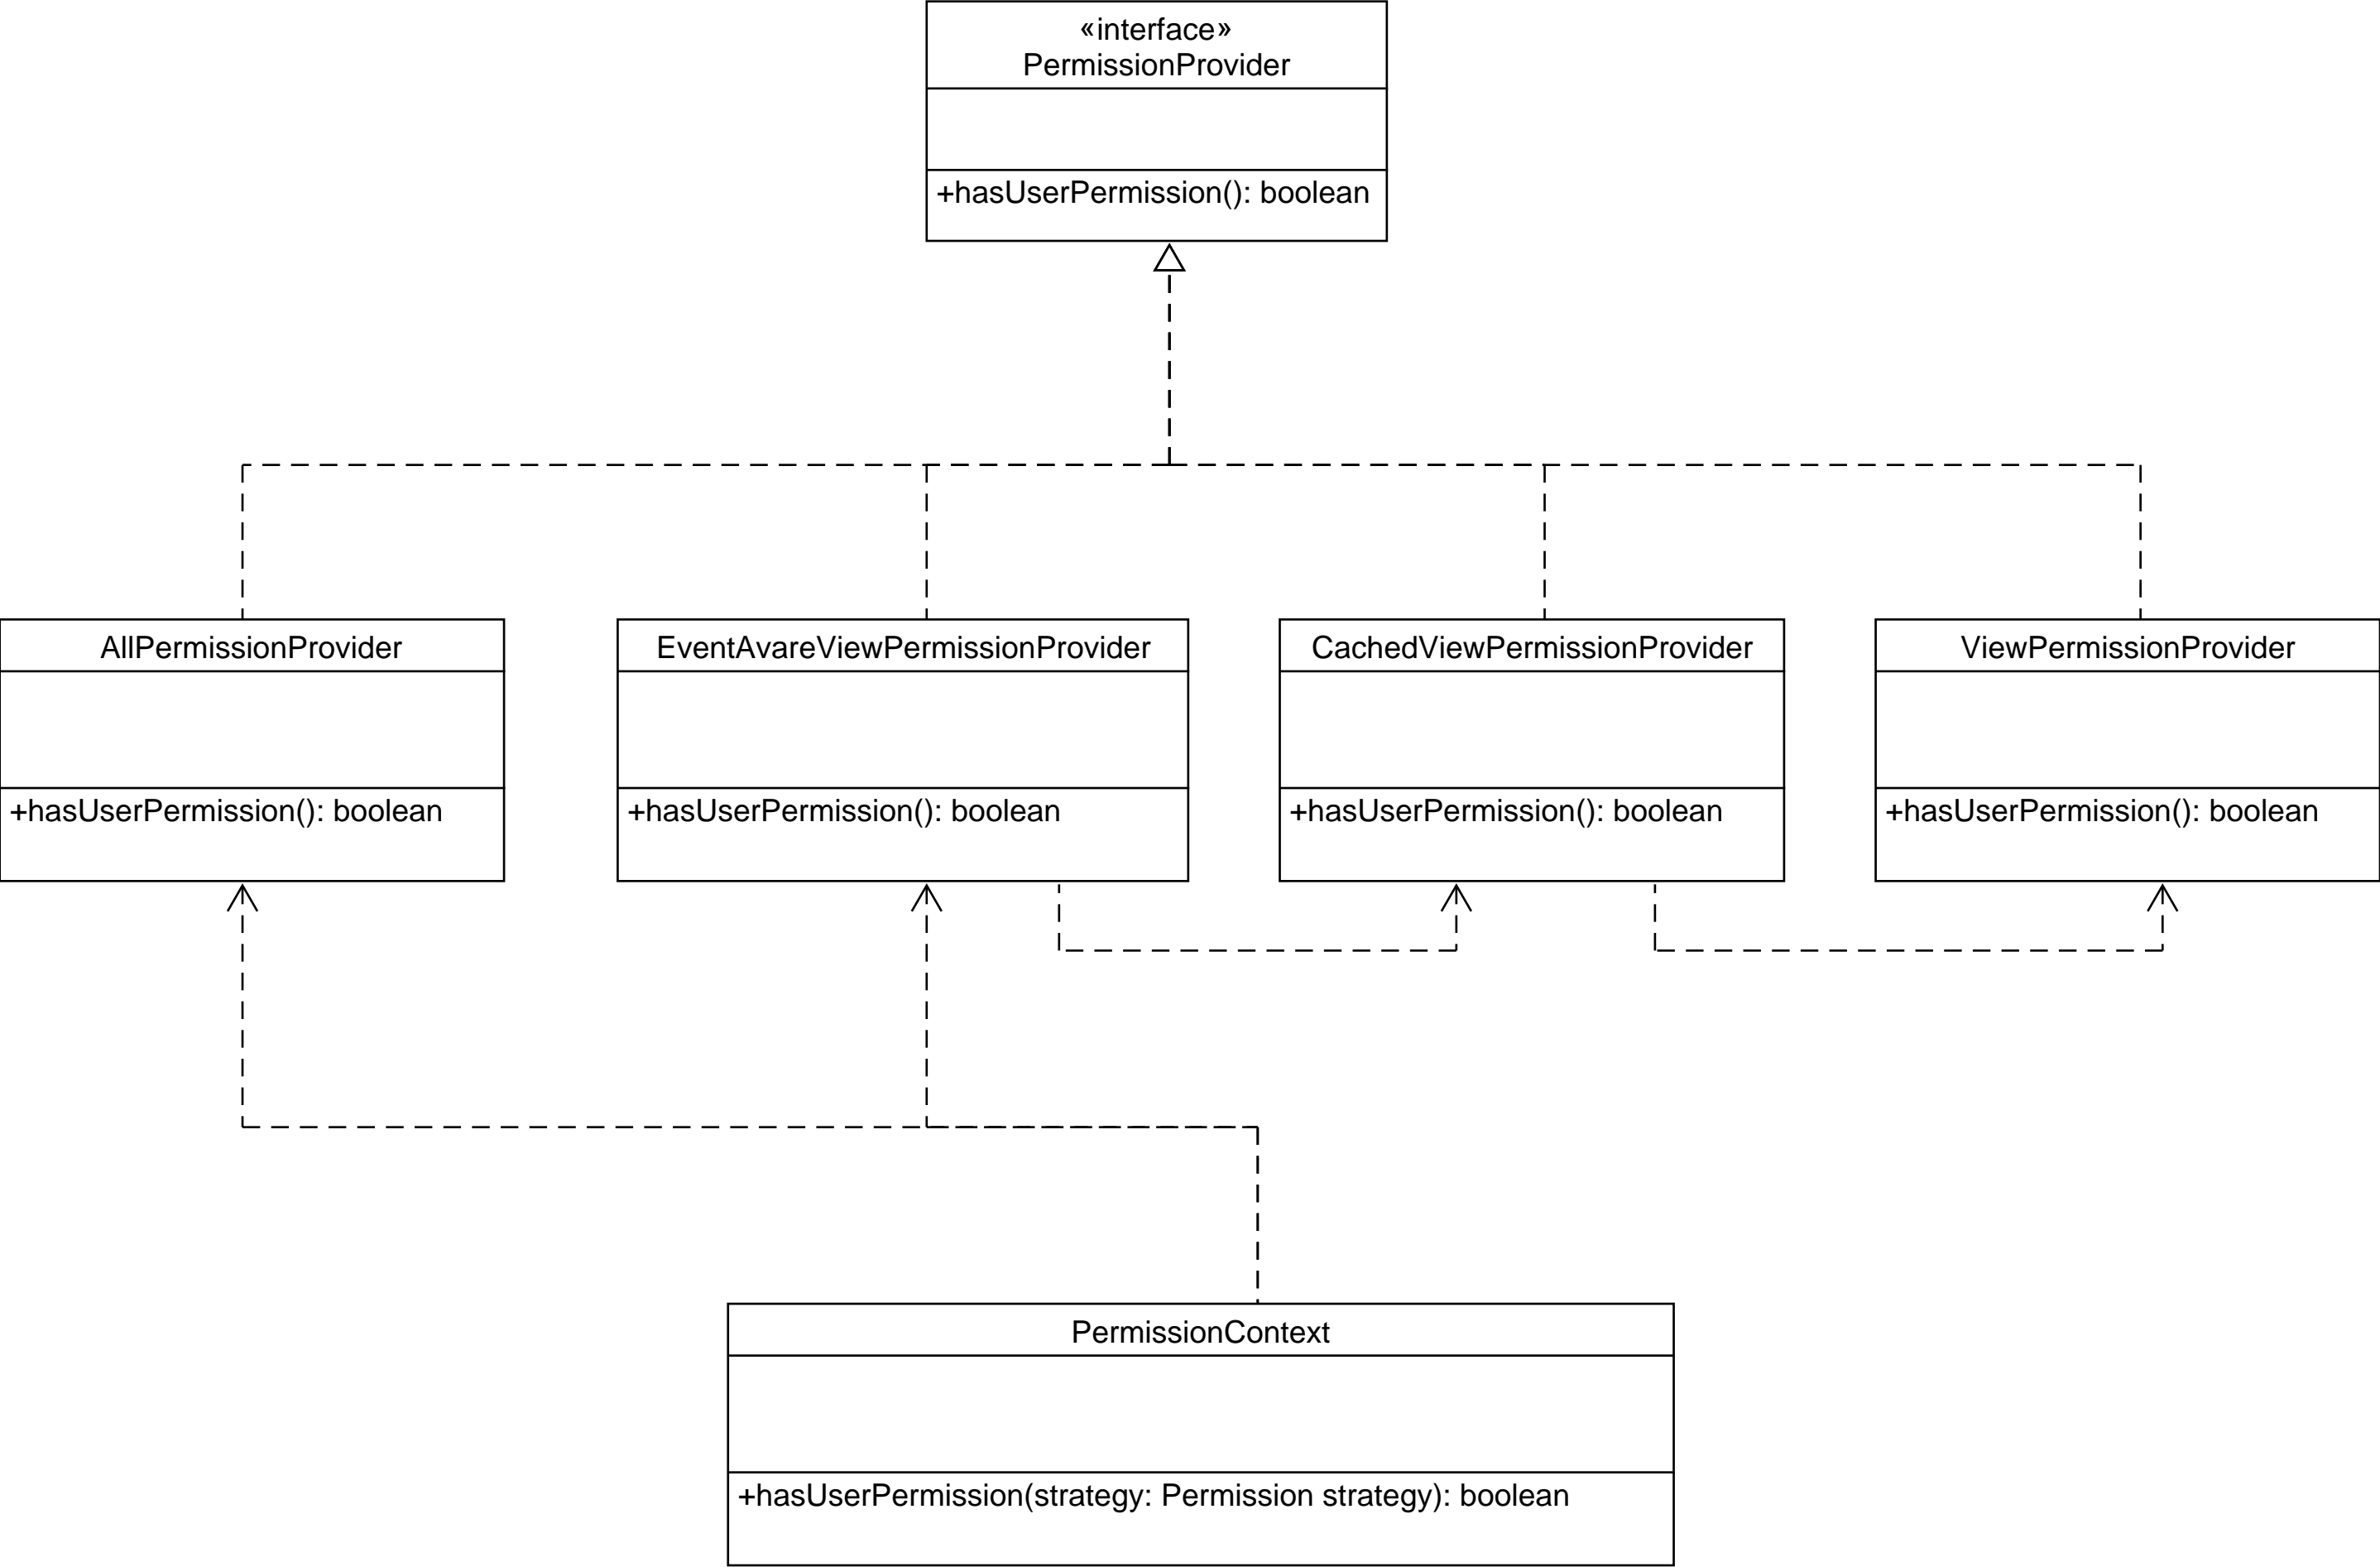 «interface»
PermissionProvider
+hasUserPermission(): boolean
AllPermissionProvider
+hasUserPermission(): boolean
EventAvareViewPermissionProvider
+hasUserPermission(): boolean
CachedViewPermissionProvider
+hasUserPermission(): boolean
ViewPermissionProvider
+hasUserPermission(): boolean
PermissionContext
+hasUserPermission(strategy: Permission strategy): boolean